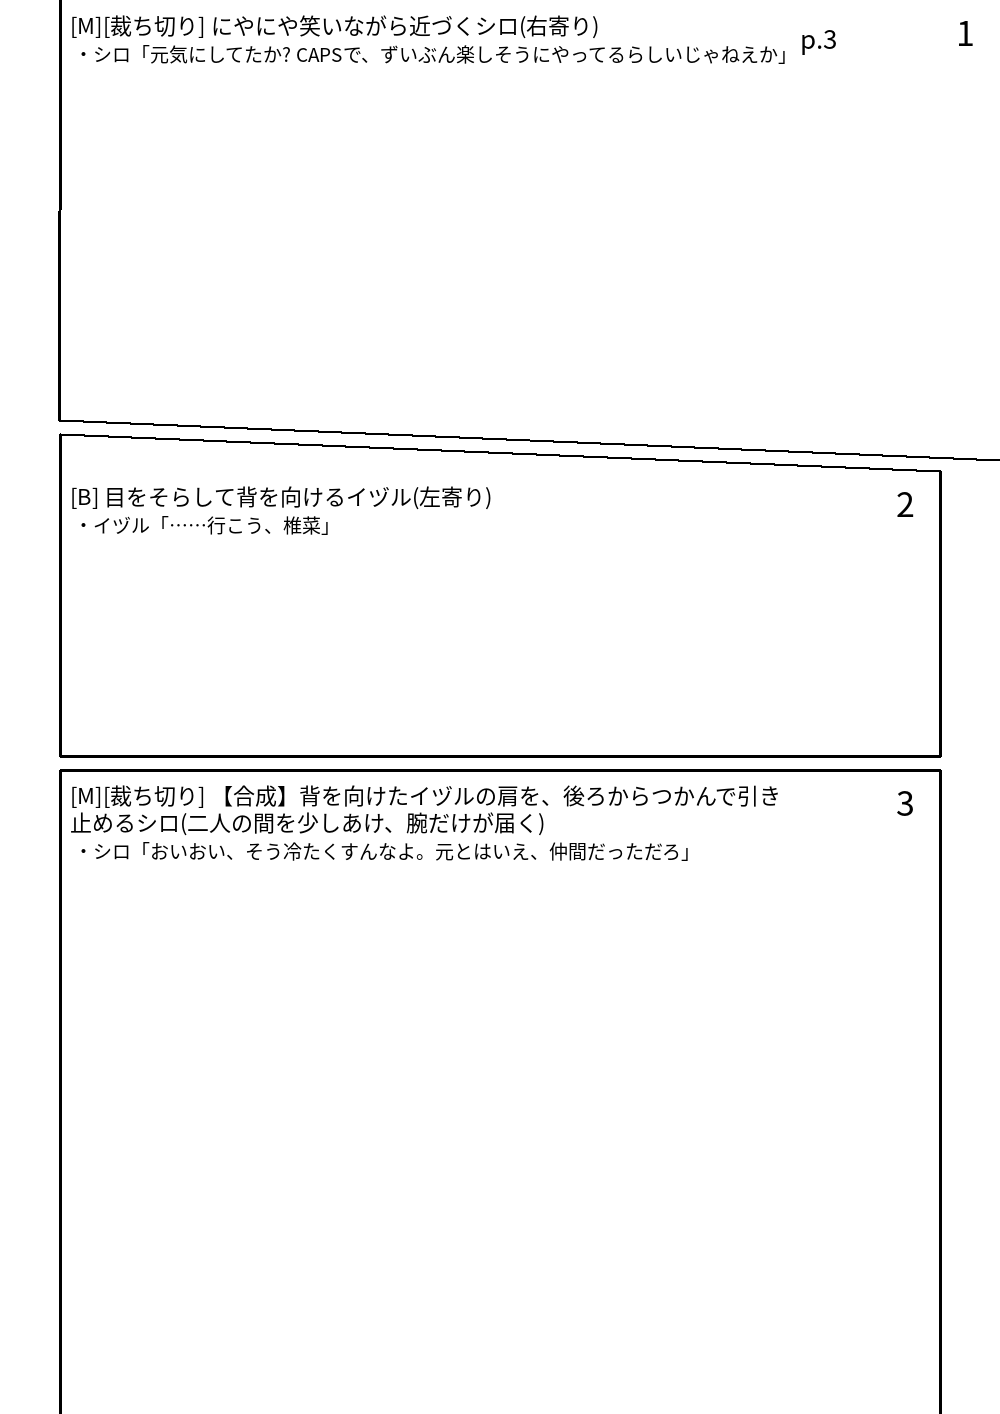 [M][裁ち切り] にやにや笑いながら近づくシロ(右寄り)
・シロ「元気にしてたか? CAPSで、ずいぶん楽しそうにやってるらしいじゃねえか」
p.3
1
[B] 目をそらして背を向けるイヅル(左寄り)
・イヅル「……行こう、椎菜」
2
[M][裁ち切り] 【合成】背を向けたイヅルの肩を、後ろからつかんで引き
止めるシロ(二人の間を少しあけ、腕だけが届く)
・シロ「おいおい、そう冷たくすんなよ。元とはいえ、仲間だっただろ」
3